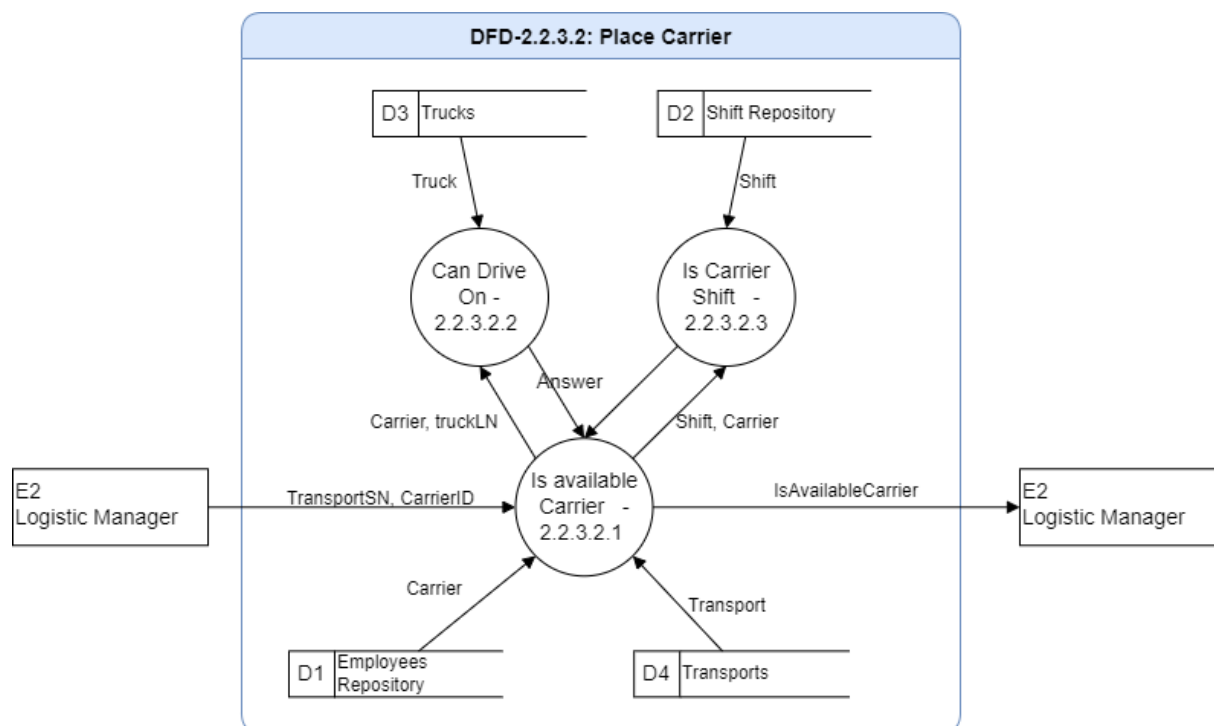 DFD-2.2.3.2: Place Carrier
D3 Trucks
D2 Shift Repository
Truck
Shift
Can Drive
On -
2.2.3.2.2
Is Carrier
Shift -
2.2.3.2.3
Answer
Carrier, truckLN
Shift, Carrier
E2
Logistic Manager
TransportSN, CarrierID
Is available
Carrier -
2.2.3.2.1
IsAvailableCarrier
E2
Logistic Manager
Carrier
Transport
D1 Employees
Repository
D4 Transports